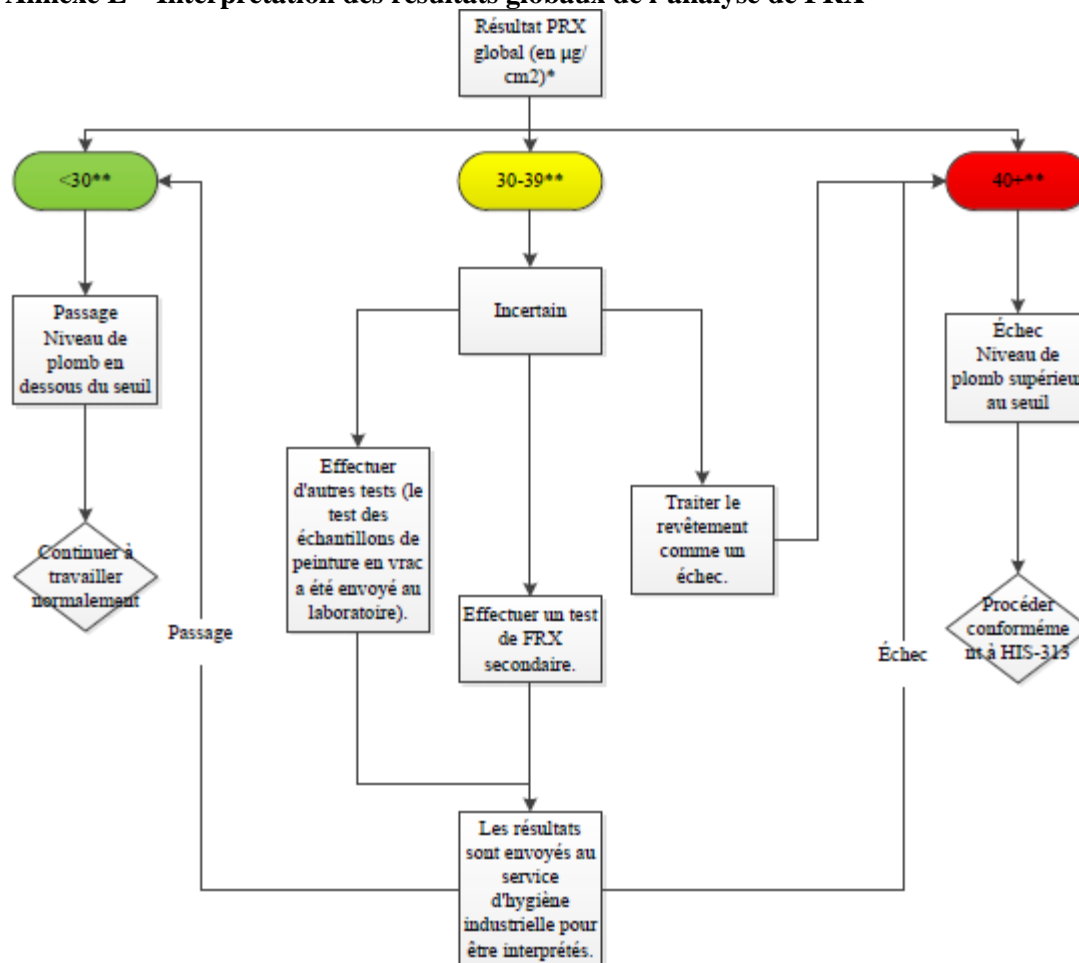 Annexe E – Interprétation des résultats globaux de l'analyse de FRX
Résultat PRX
global (en µg/
cm2)*
<30**
30-39**
40+**
Incertain
Passage
Niveau de
plomb en
dessous du seuil
Échec
Niveau de
plomb supérieur
au seuil
Effectuer
d'autres tests (le
test des
échantillons de
peinture en vrac
a été envoyé au
laboratoire).
Traiter le
revêtement
comme un
échec.
Continuer à
travailler
normalement
Effectuer un test
de FRX
secondaire.
Procéder
conforméme
nt à HIS-313
Passage
Échec
Les résultats
sont envoyés au
service
d'hygiène
industrielle pour
être interprétés.